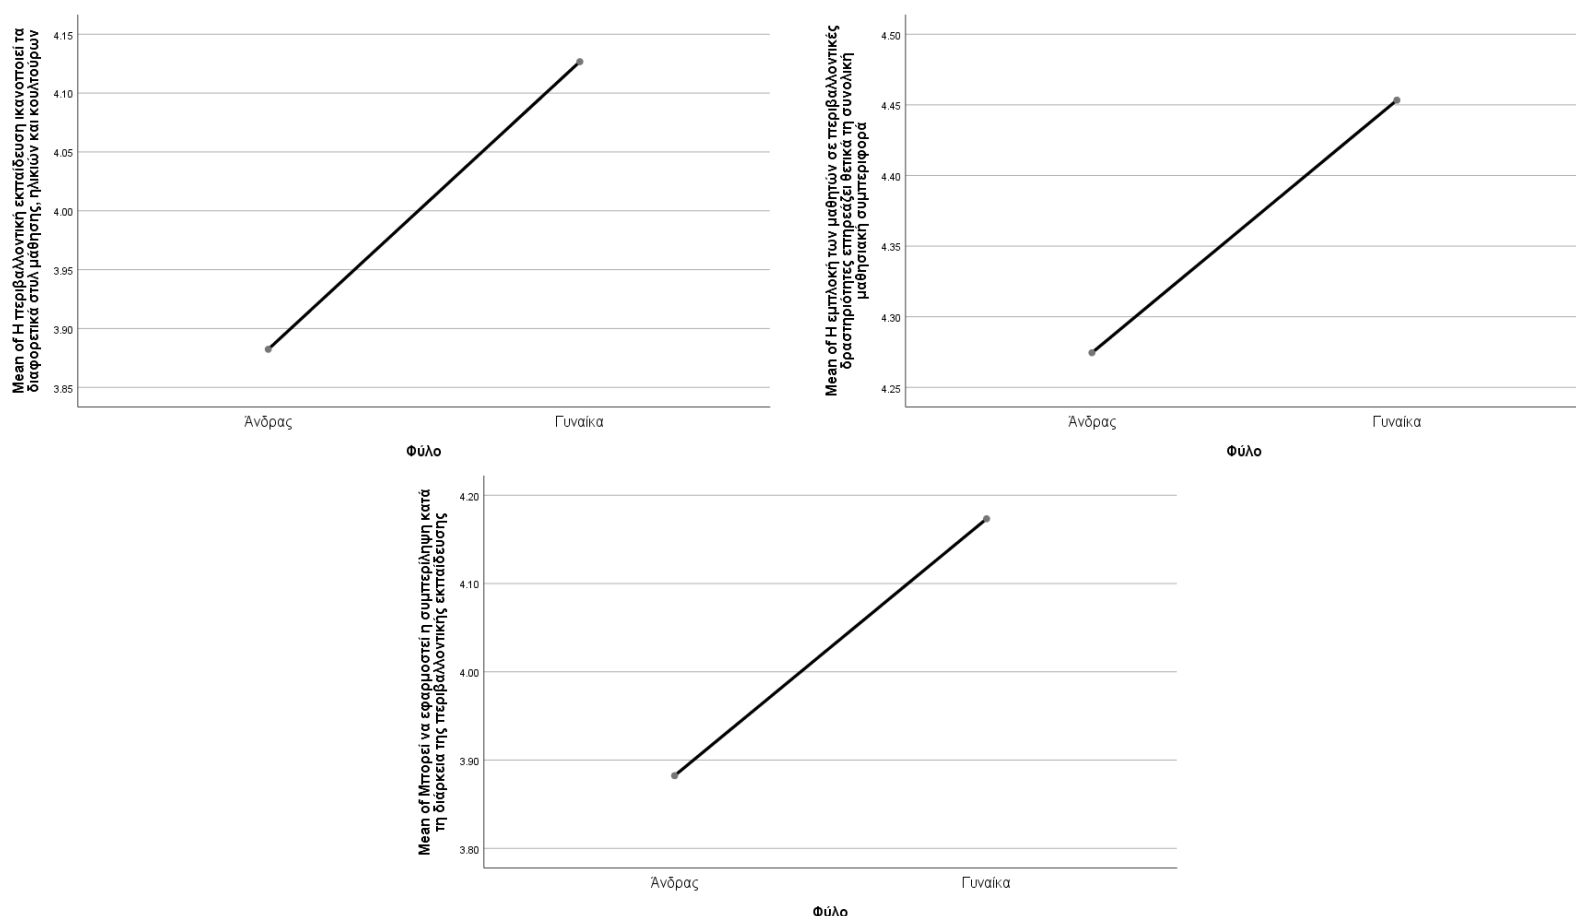 Mean of Η περιβαλλοντική εκπαίδευση ικανοποιεί τα
διαφορετικά στυλ μάθησης, ηλικιών και κουλτούρων
4.15
4.10
4.05
4.00
3.95
3.90
3.85
Άνδρας
Γυναίκα
Φύλο
Mean of Η εμπλοκή των μαθητών σε περιβαλλοντικές
δραστηριότητες επηρεάζει θετικά τη συνολική
μαθησιακή συμπεριφορά
4.50
4.45
4.40
4.35
4.30
4.25
Άνδρας
Γυναίκα
Φύλο
Mean of Μπορεί να εφαρμοστεί η συμπερίληψη κατά
τη διάρκεια της περιβαλλοντικής εκπαίδευσης
4.20
4.10
4.00
3.90
3.80
Άνδρας
Γυναίκα
Φύλο